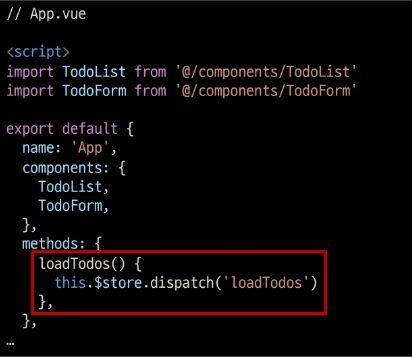 // App.vue
<script>
import TodoList from '@/components/TodoList'
import TodoForm from '@/components/TodoForm'
export default {
name: 'App',
components: {
TodoList,
TodoForm,
},
methods: {
loadTodos() {
this.$store.dispatch('loadTodos')
},
},
…